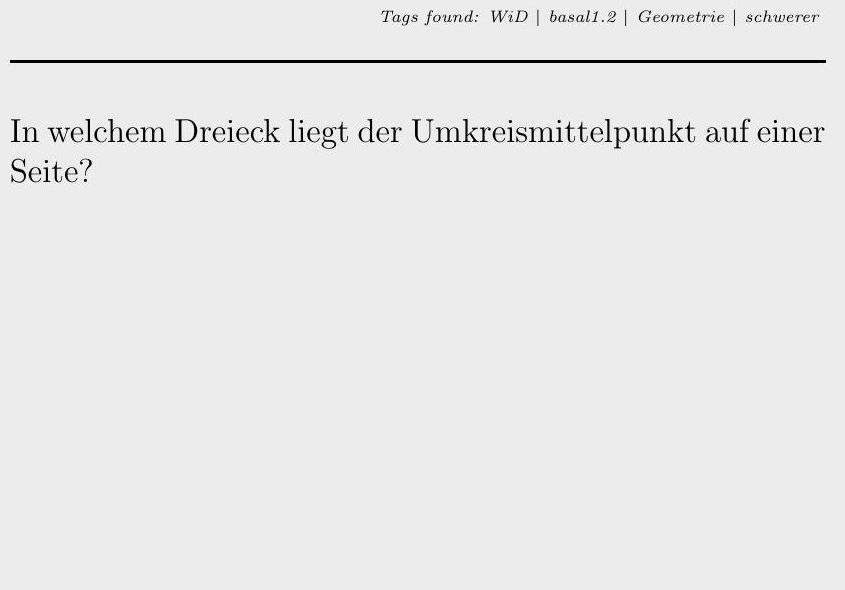 Tags found: WiD | basal1.2 | Geometrie | schwerer
In welchem Dreieck liegt der Umkreismittelpunkt auf einer
Seite?